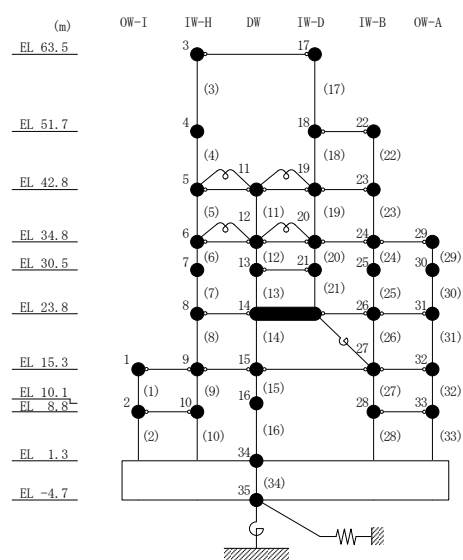 (m) OW-I IW-H DW IW-D IW-B OW-A
EL 63.5 3 17
(3) (17)
EL 51.7 4 18 22
(4) (18) (22)
11 19
EL 42.8 5 23
(5) (11) (19) (23)
12 20
EL 34.8 6 24 29
(6) (12) (20) (24) (29)
EL 30.5 7 13 21 25 30
(7) (13) (21) (25) (30)
EL 23.8 8 14 26 31
(8) (14) (26) (31)
27
EL 15.3 1 9 15 32
(1) (9) (15) (27) (32)
EL 10.1 16
EL 8.8 2 10 28 33
(2) (10) (16) (28) (33)
EL 1.3 34
(34)
EL -4.7 35